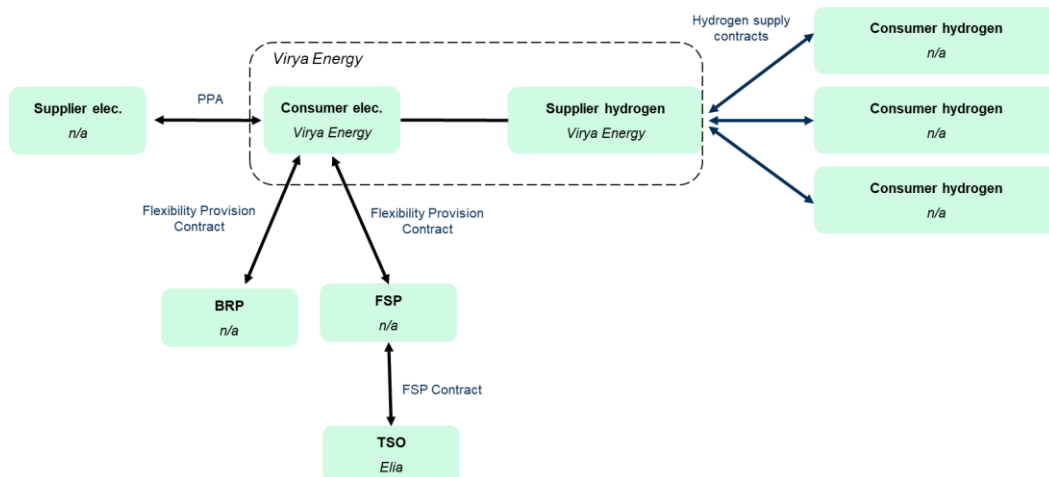 Hydrogen supply
contracts
Consumer hydrogen
n/a
Virya Energy
PPA
Supplier elec.
n/a
Consumer elec.
Virya Energy
Supplier hydrogen
Virya Energy
Consumer hydrogen
n/a
Consumer hydrogen
n/a
Flexibility Provision
Contract
Flexibility Provision
Contract
BRP
n/a
FSP
n/a
FSP Contract
TSO
Elia